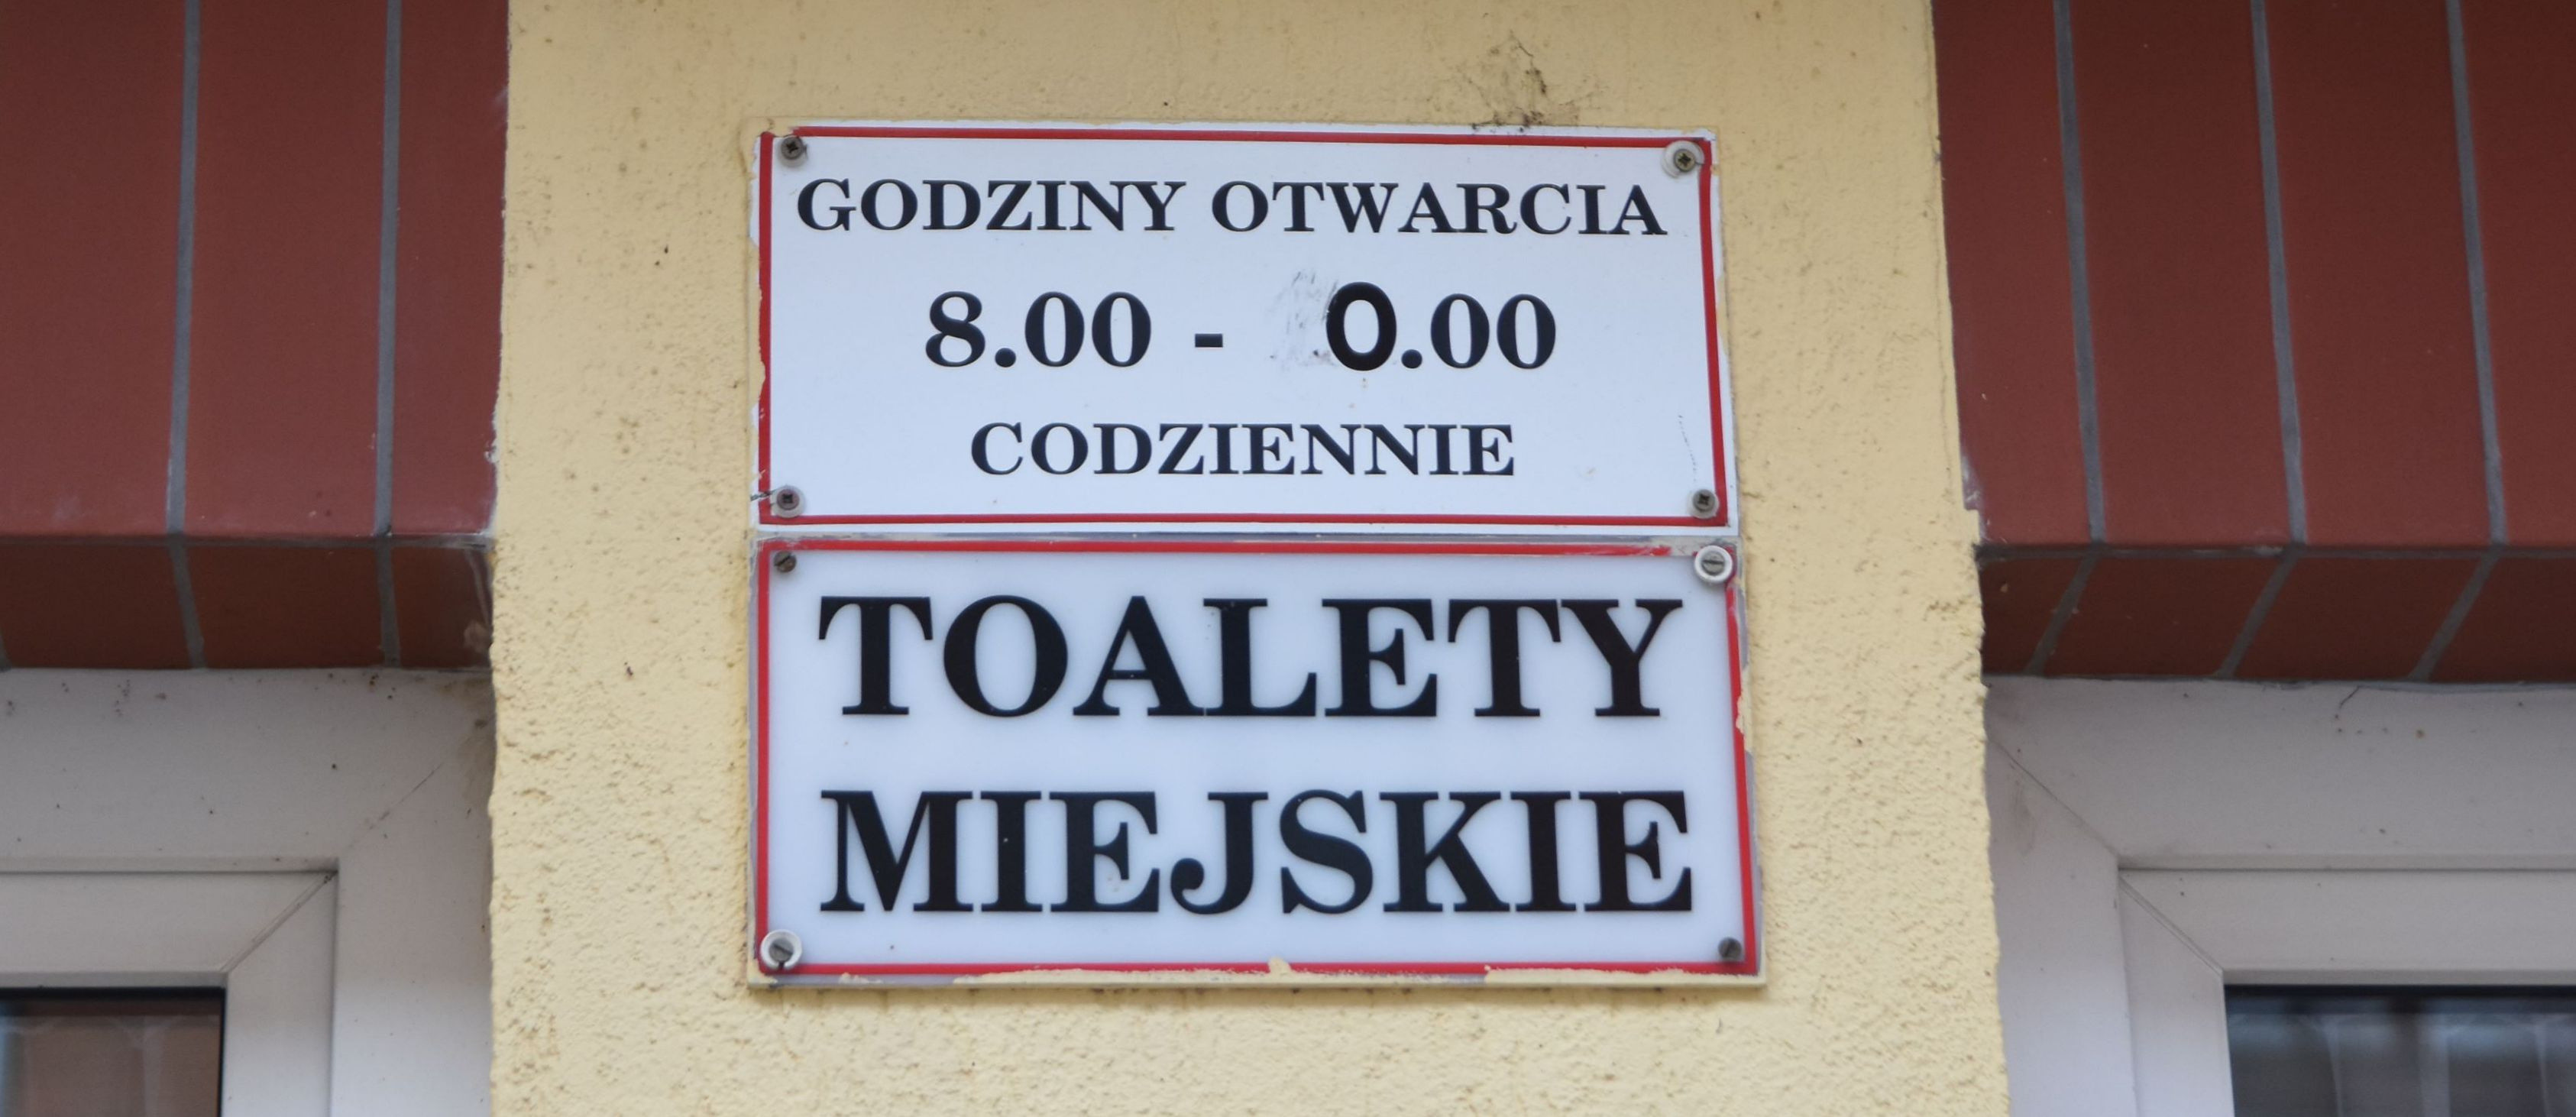 GODZINY OTWARCIA
8.00 - 0.00
CODZIENNIE
TOALETY
MIEJSKIE